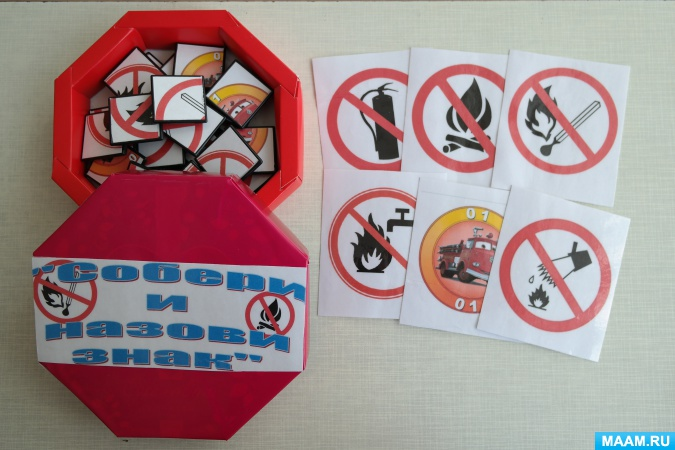 "Собери
и
назови
знак"
01
01
MAAM.RU